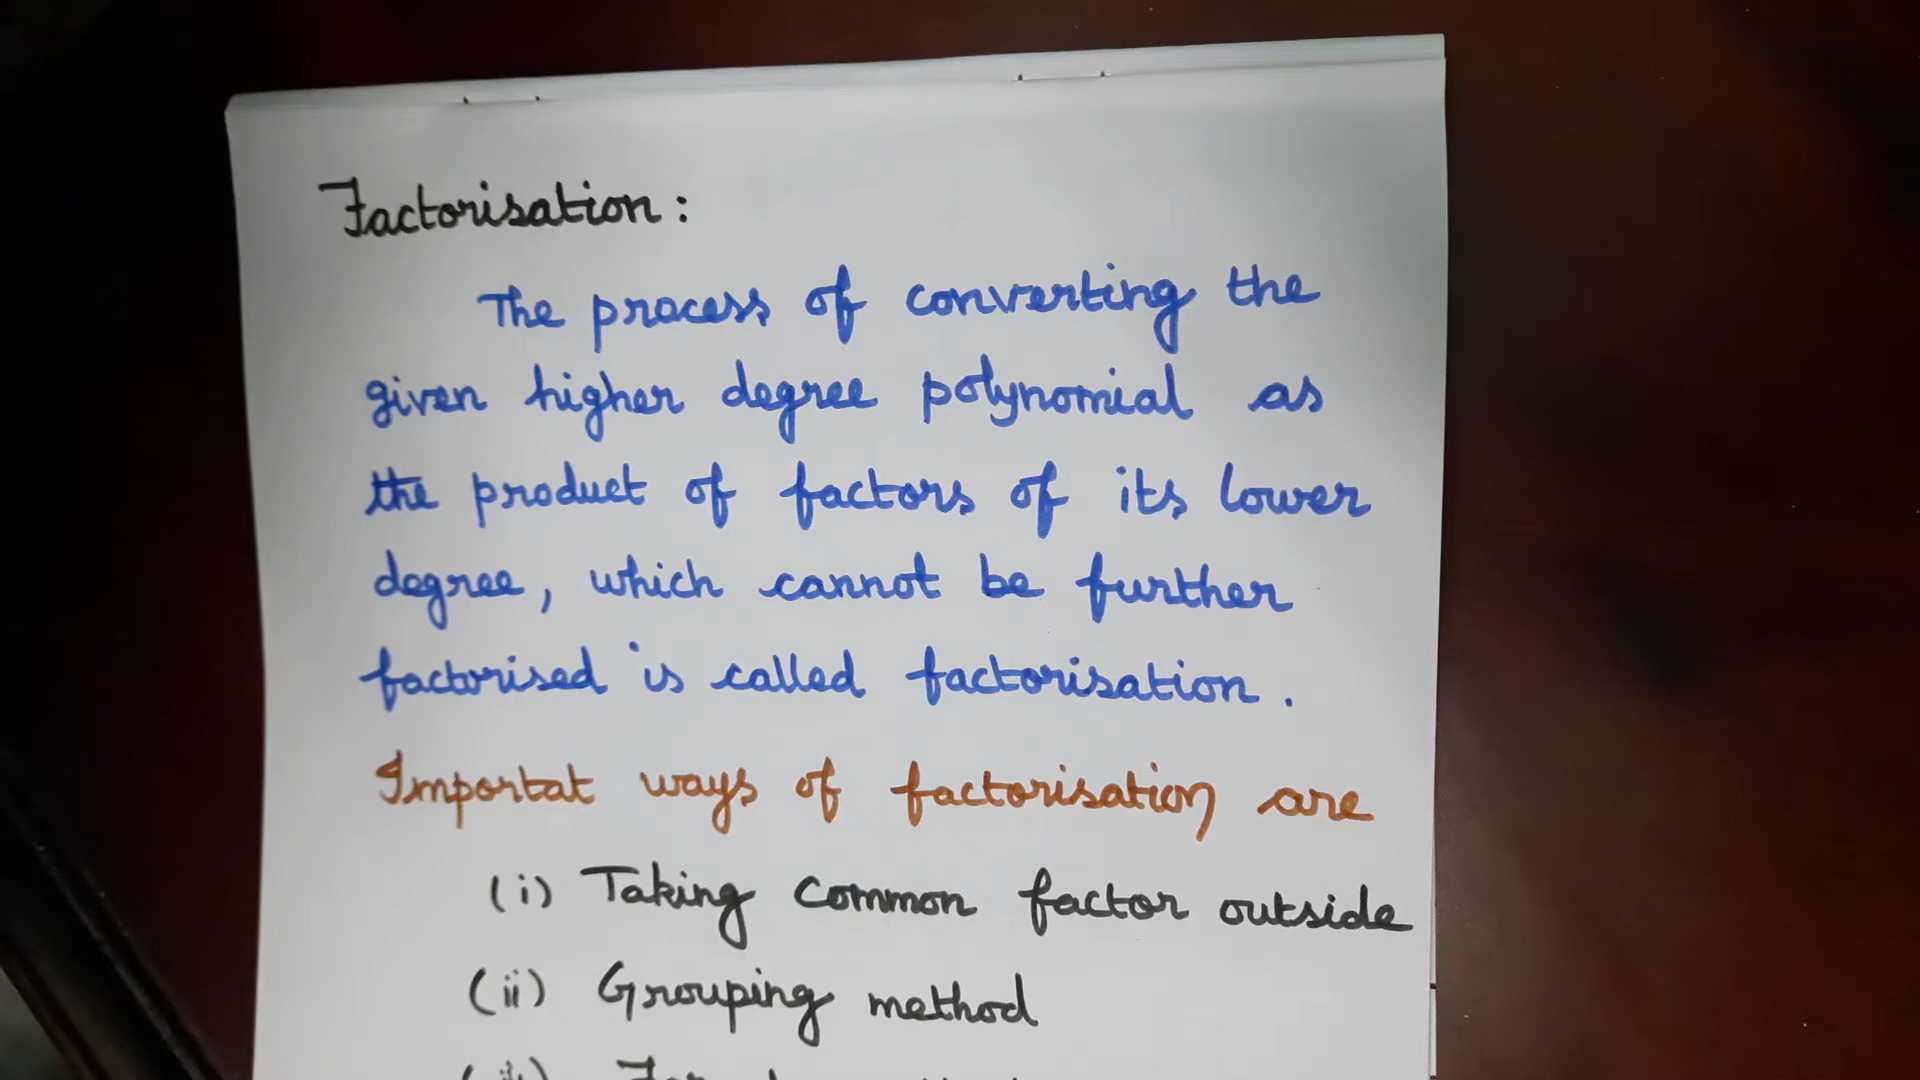 Factorisation:
The process of converting the
given higher degree polynomial as
the product of factors of its lower
degree, which cannot be further
factorised is called factorisation.
Importat ways of factorisation are
(i) Taking common factor outside
(ii) Grouping method